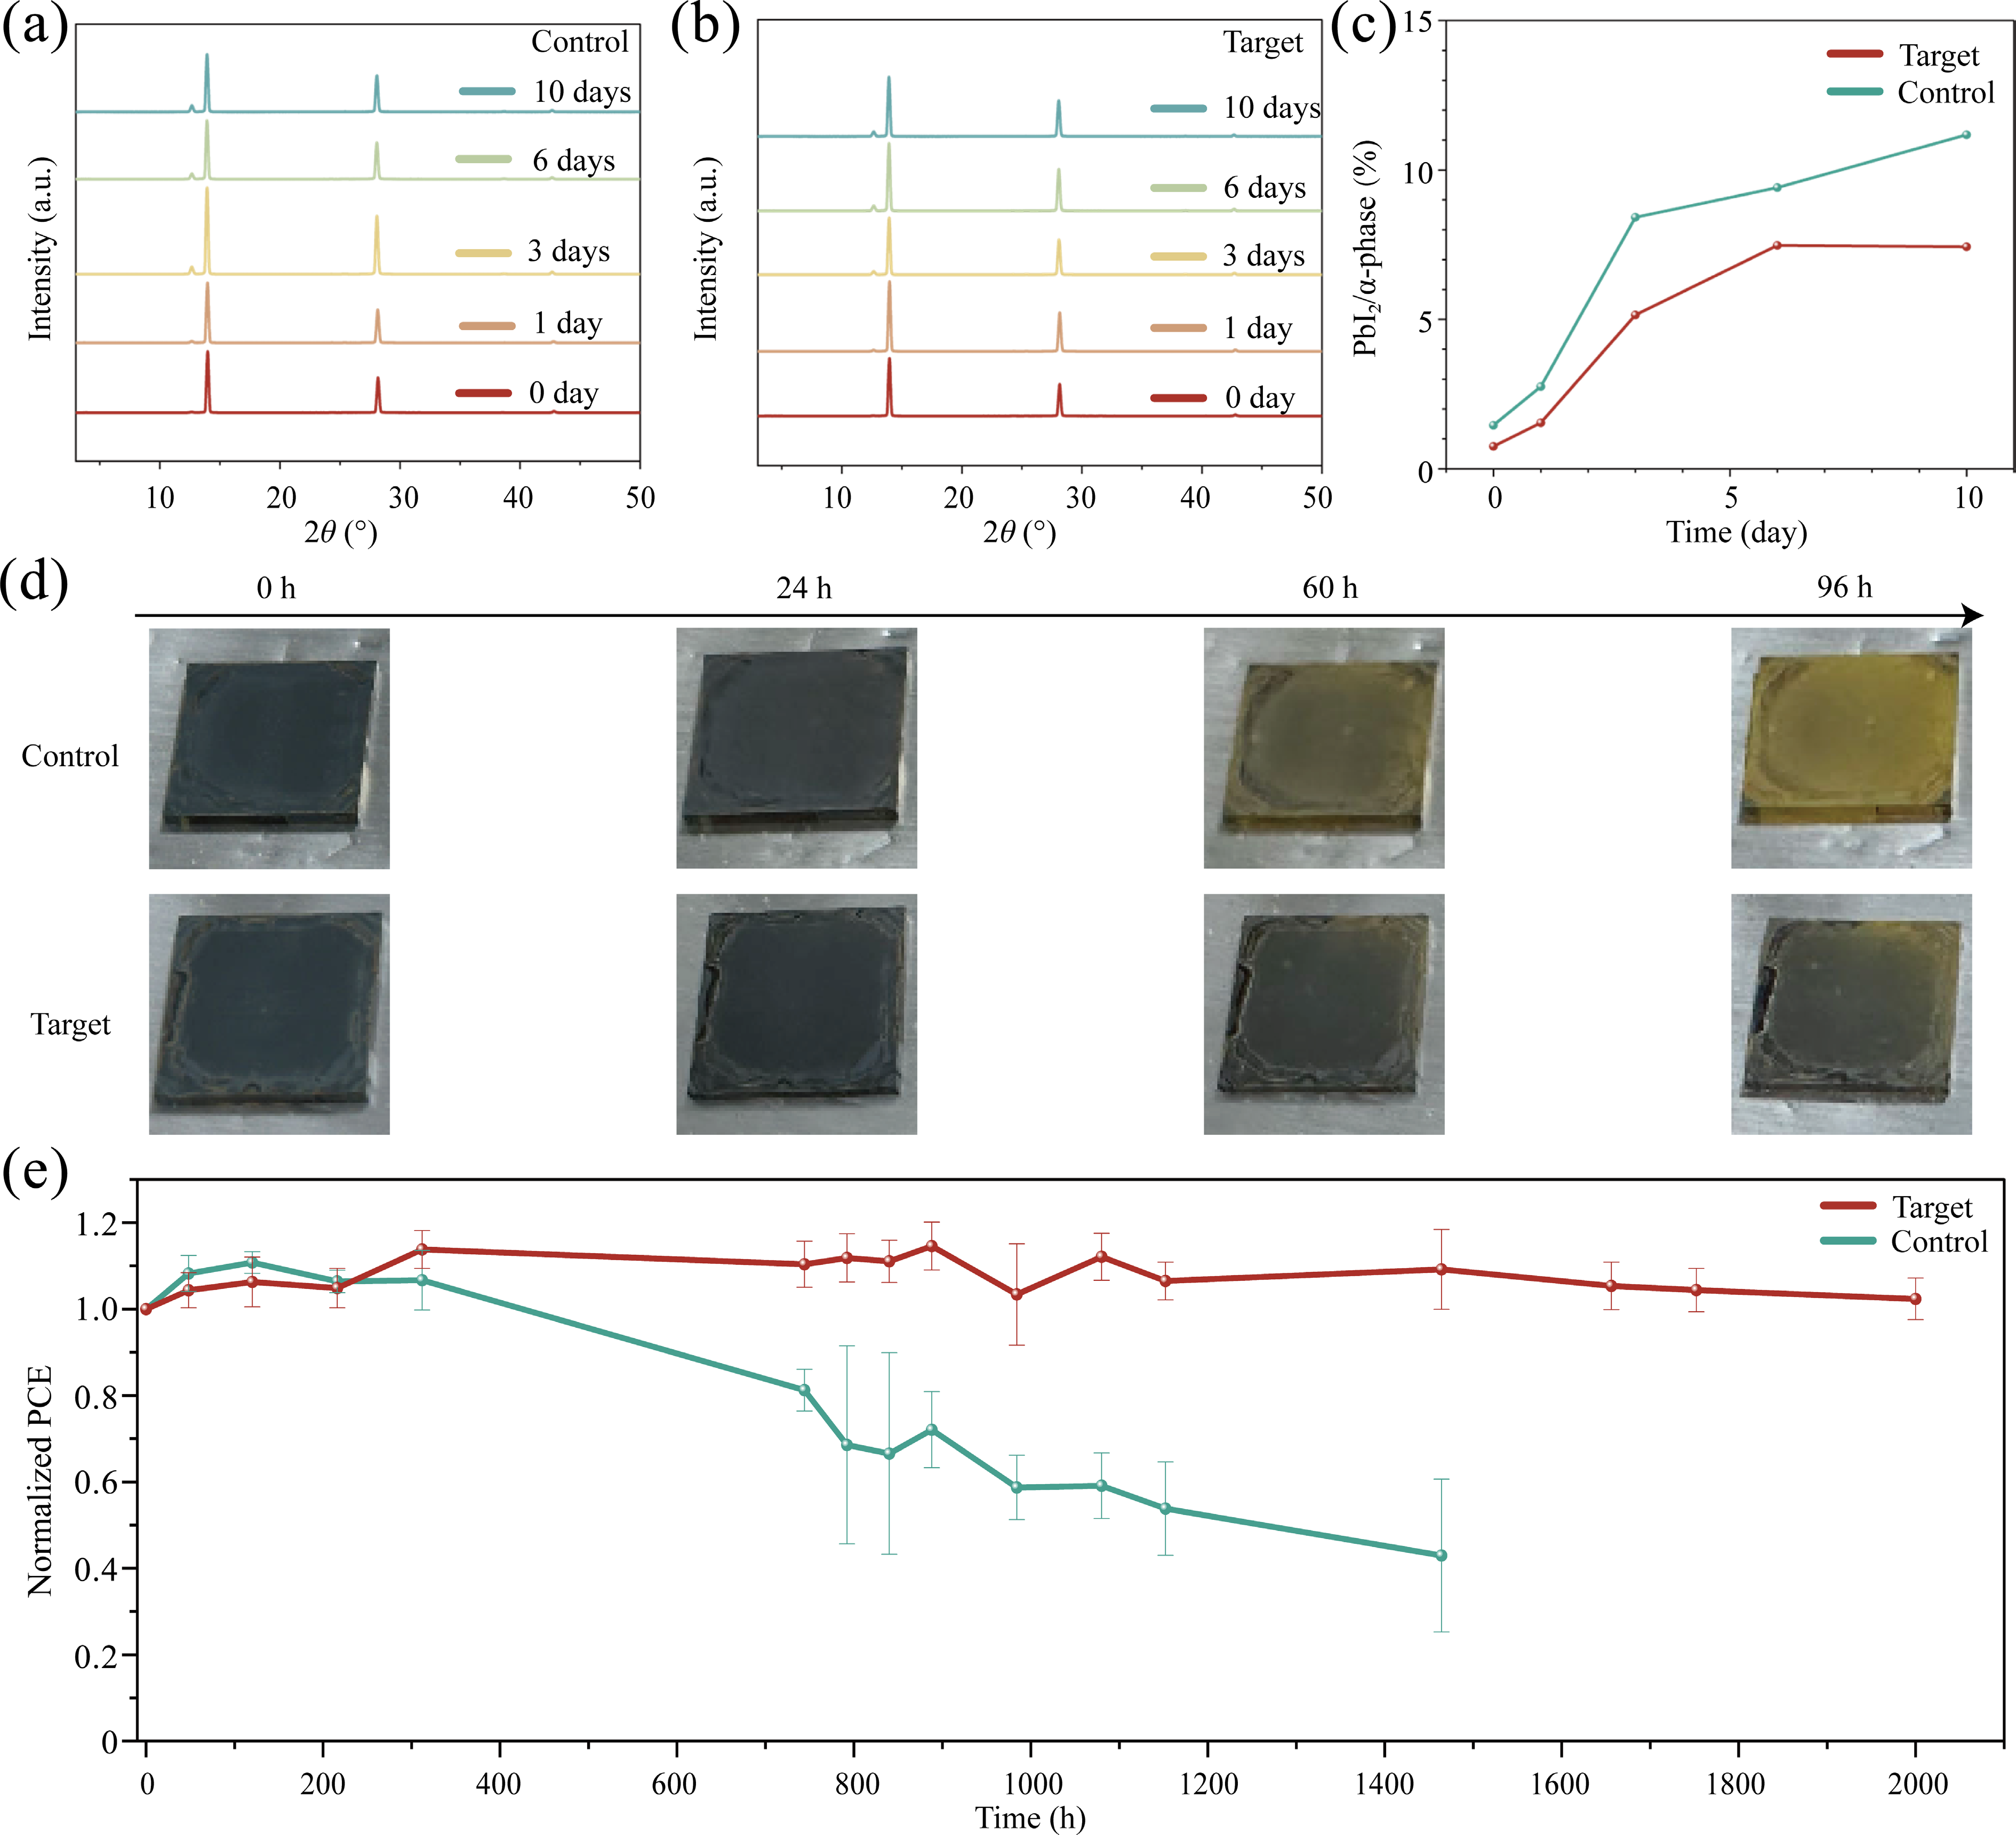 (a)
Control
10 days
6 days
3 days
1 day
0 day
Intensity (a.u.)
10 20 30 40 50
2θ (°)
(b)
Target
10 days
6 days
3 days
1 day
0 day
Intensity (a.u.)
10 20 30 40 50
2θ (°)
(c)
15
10
5
0
PbI₂/α-phase (%)
Target
Control
0 5 10
Time (day)
(d)
0 h 24 h 60 h 96 h
Control
Target
(e)
Target
Control
1.2
1.0
0.8
0.6
0.4
0.2
0
Normalized PCE
0 200 400 600 800 1000 1200 1400 1600 1800 2000
Time (h)